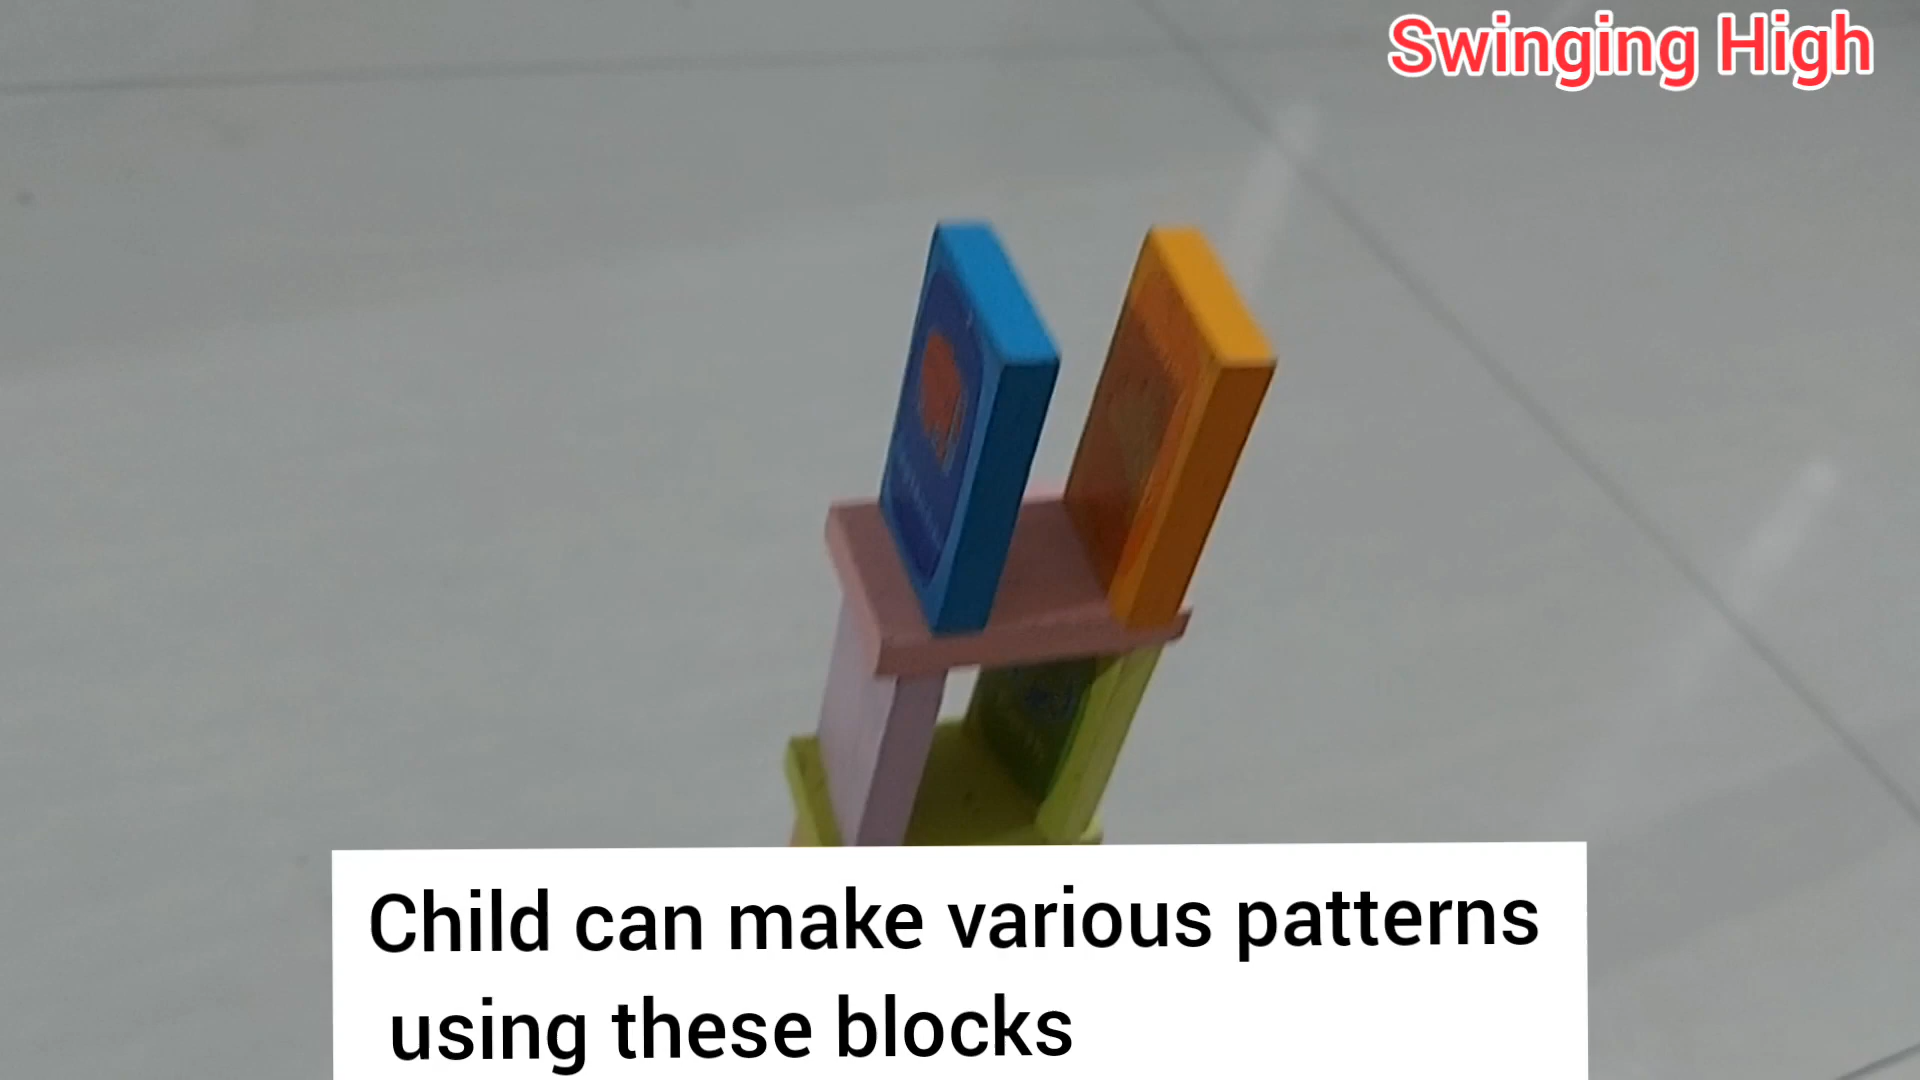 Swinging High
Child can make various patterns
using these blocks